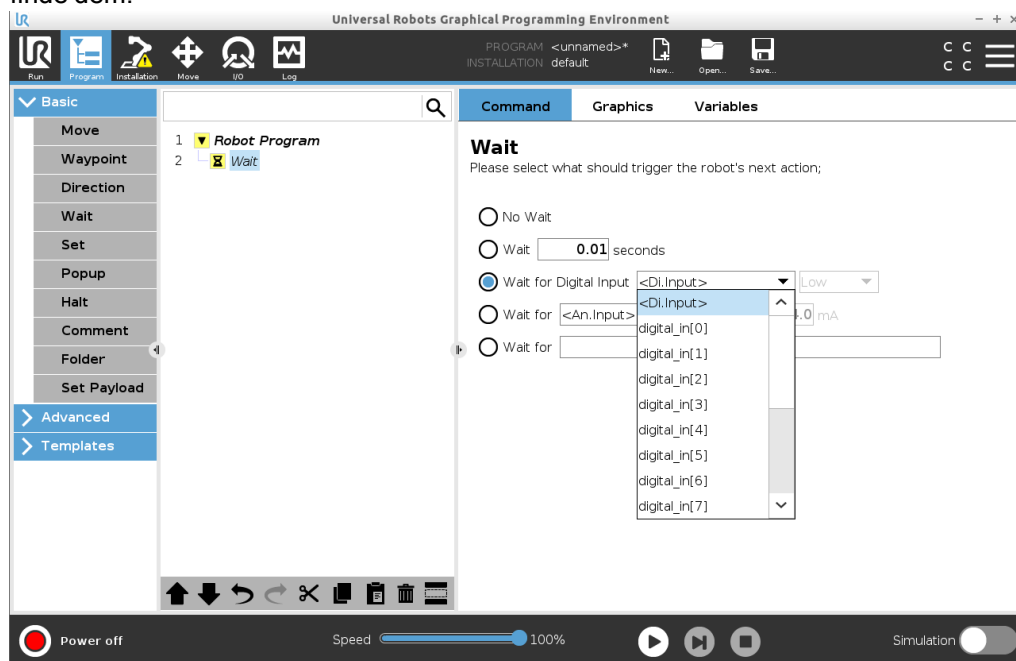 Universal Robots Graphical Programming Environment
PROGRAM <unnamed>*
INSTALLATION default
Run Program Installation Move I/O Log New... Open... Save...
C C
C C
Basic
Move
Waypoint
Direction
Wait
Set
Popup
Halt
Comment
Folder
Set Payload
Advanced
Templates
1 Robot Program
2 Wait
Command Graphics Variables
Wait
Please select what should trigger the robot's next action;
No Wait
Wait 0.01 seconds
Wait for Digital Input <Di.Input> Low
Wait for <An.Input> .0 mA
Wait for
<Di.Input>
digital_in[0]
digital_in[1]
digital_in[2]
digital_in[3]
digital_in[4]
digital_in[5]
digital_in[6]
digital_in[7]
Power off Speed 100% Simulation